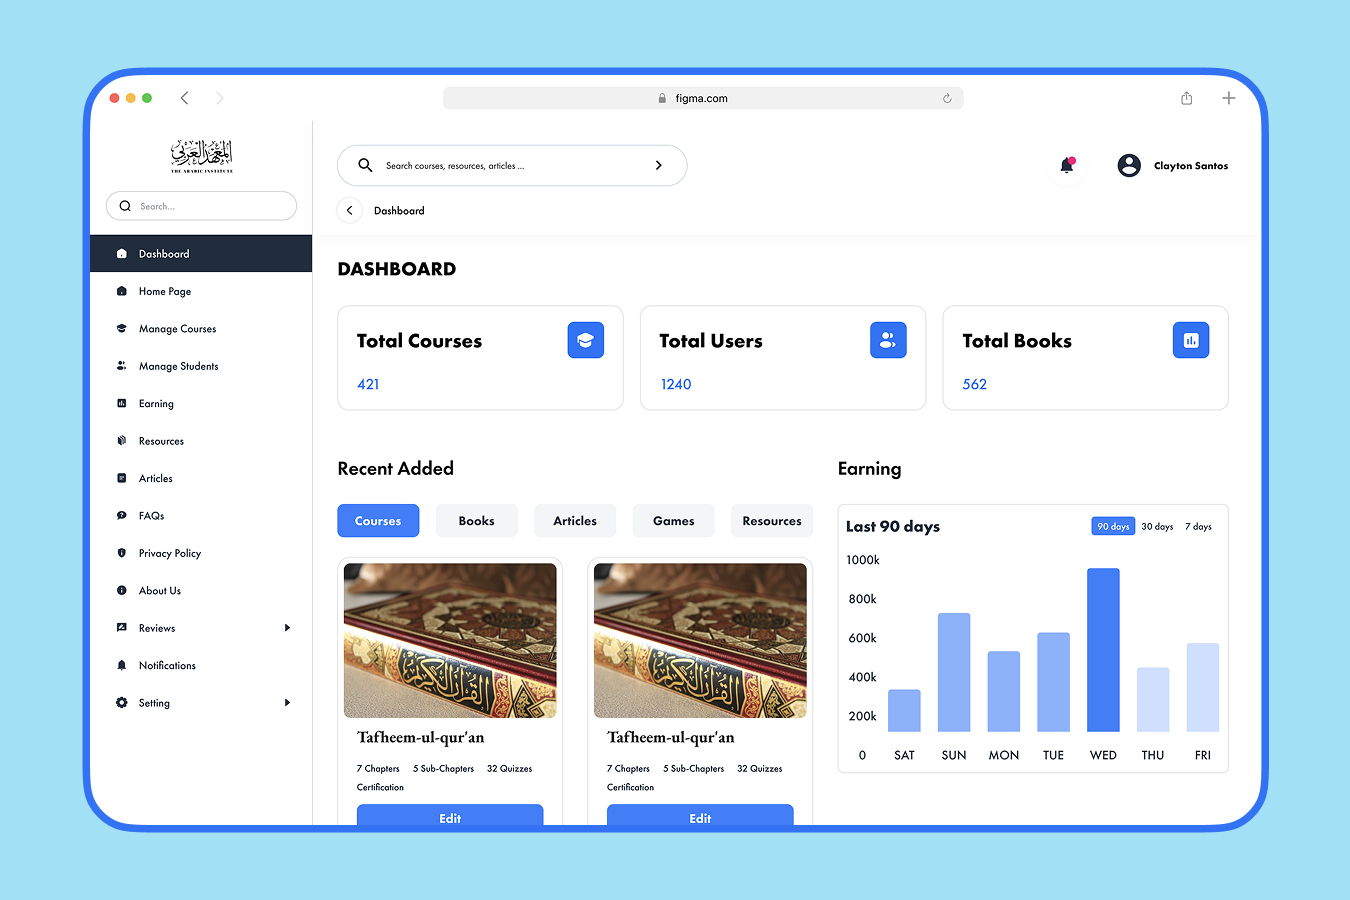 figma.com
المعهد العربي
THE ARABIC INSTITUTE
Search...
Dashboard
Home Page
Manage Courses
Manage Students
Earning
Resources
Articles
FAQs
Privacy Policy
About Us
Reviews
Notifications
Setting
Search courses, resources, articles ...
Clayton Santos
Dashboard
DASHBOARD
Total Courses
421
Total Users
1240
Total Books
562
Recent Added
Courses Books Articles Games Resources
القرآن الكريم
Tafheem-ul-qur'an
7 Chapters 5 Sub-Chapters 32 Quizzes
Certification
Edit
القرآن الكريم
Tafheem-ul-qur'an
7 Chapters 5 Sub-Chapters 32 Quizzes
Certification
Edit
Earning
Last 90 days
90 days 30 days 7 days
1000k
800k
600k
400k
200k
0 SAT SUN MON TUE WED THU FRI